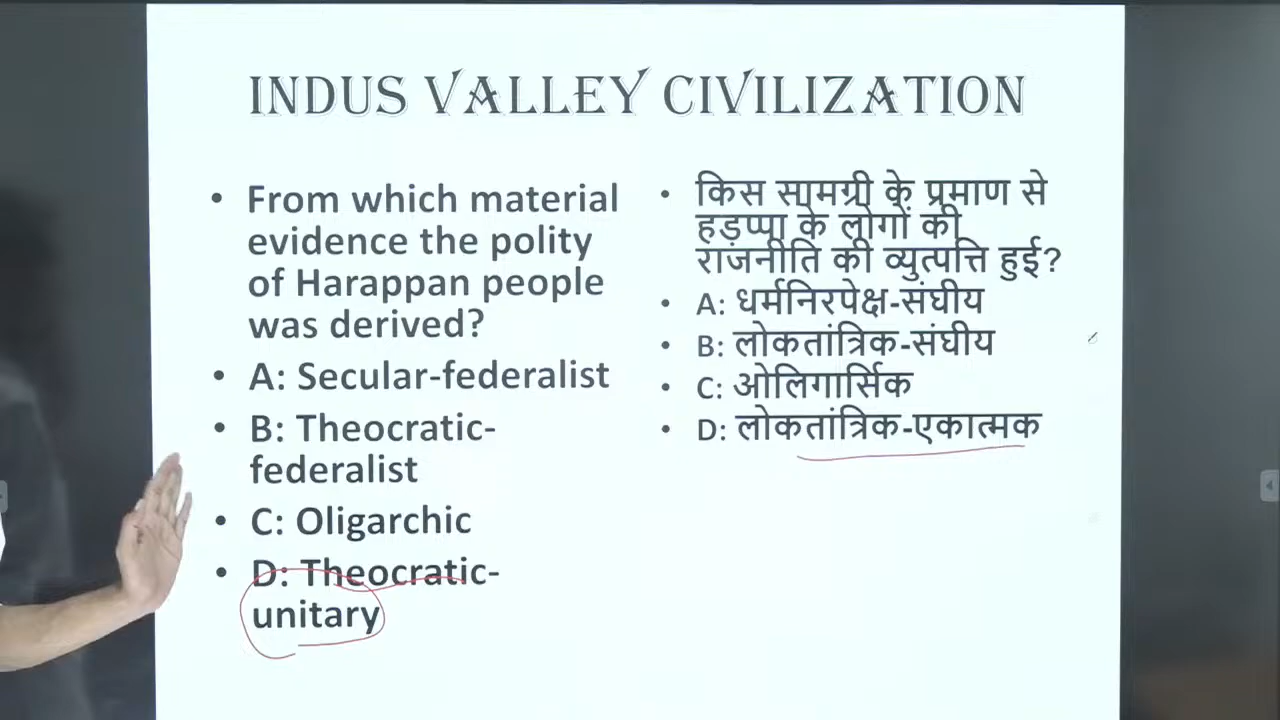 INDUS VALLEY CIVILIZATION
• From which material
evidence the polity
of Harappan people
was derived?
• A: Secular-federalist
• B: Theocratic-
federalist
• C: Oligarchic
• D: Theocratic-
unitary
• किस सामग्री के प्रमाण से
हड़प्पा के लोगों की
राजनीति की व्युत्पत्ति हुई?
• A: धर्मनिरपेक्ष-संघीय
• B: लोकतांत्रिक-संघीय
• C: ओलिगार्सिक
• D: लोकतांत्रिक-एकात्मक